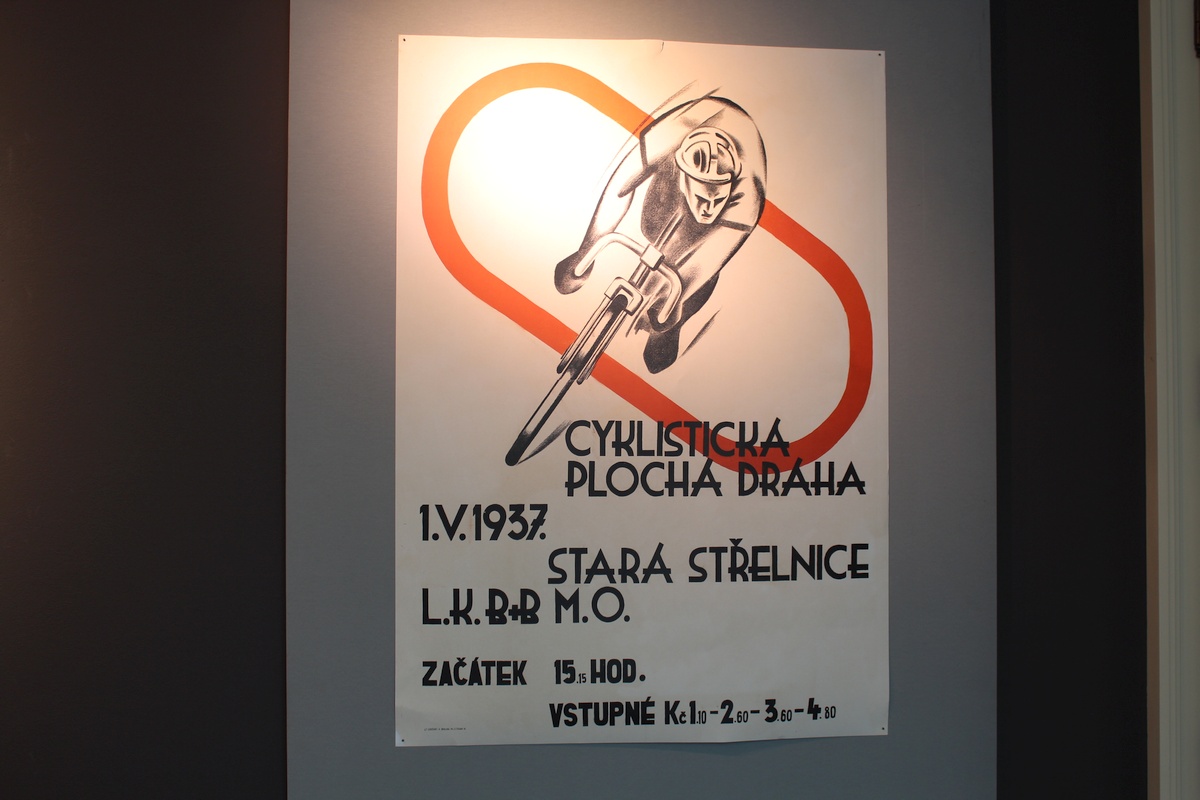 CYKLISTICKÁ
PLOCHÁ DRÁHA
1.V.1937.
STARÁ STŘELNICE
L.K. B+B M.O.
ZAČÁTEK 15.15 HOD.
VSTUPNÉ Kč 1.10 - 2.60 - 3.60 - 4.80